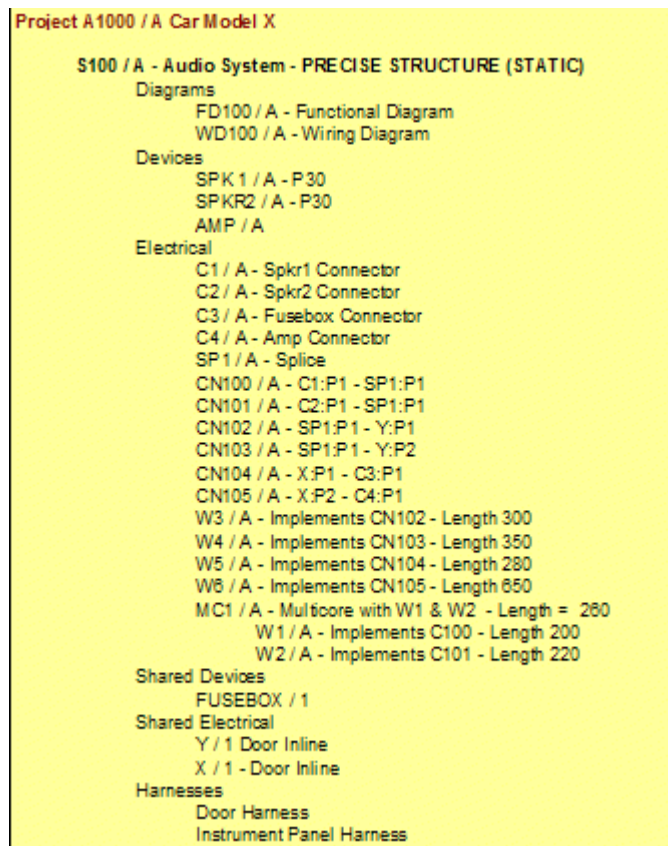 Project A1000 / A Car Model X
S100 / A - Audio System - PRECISE STRUCTURE (STATIC)
Diagrams
FD100 / A - Functional Diagram
WD100 / A - Wiring Diagram
Devices
SPK1 / A - P30
SPKR2 / A - P30
AMP / A
Electrical
C1 / A - Spkr1 Connector
C2 / A - Spkr2 Connector
C3 / A - Fusebox Connector
C4 / A - Amp Connector
SP1 / A - Splice
CN100 / A - C1:P1 - SP1:P1
CN101 / A - C2:P1 - SP1:P1
CN102 / A - SP1:P1 - Y:P1
CN103 / A - SP1:P1 - Y:P2
CN104 / A - X:P1 - C3:P1
CN105 / A - X:P2 - C4:P1
W3 / A - Implements CN102 - Length 300
W4 / A - Implements CN103 - Length 350
W5 / A - Implements CN104 - Length 280
W6 / A - Implements CN105 - Length 650
MC1 / A - Multicore with W1 & W2 - Length = 260
W1 / A - Implements C100 - Length 200
W2 / A - Implements C101 - Length 220
Shared Devices
FUSEBOX / 1
Shared Electrical
Y / 1 Door Inline
X / 1 - Door Inline
Harnesses
Door Harness
Instrument Panel Harness